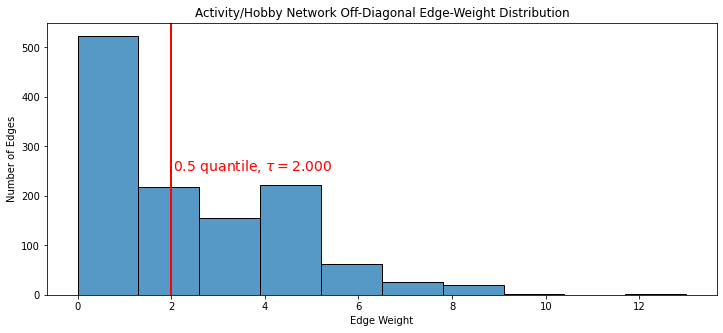 Activity/Hobby Network Off-Diagonal Edge-Weight Distribution
Number of Edges
500
400
300
200
100
0
0.5 quantile, τ = 2.000
0 2 4 6 8 10 12
Edge Weight